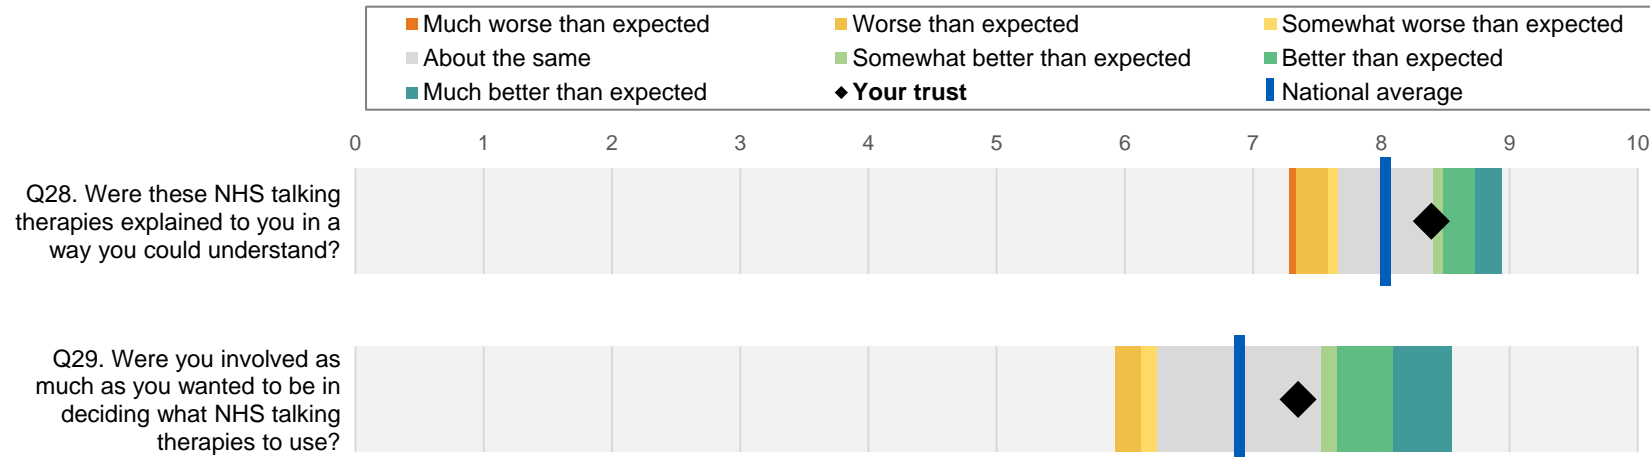 Much worse than expected
Worse than expected
Somewhat worse than expected
About the same
Somewhat better than expected
Better than expected
Much better than expected
Your trust
National average
0 1 2 3 4 5 6 7 8 9 10
Q28. Were these NHS talking
therapies explained to you in a
way you could understand?
Q29. Were you involved as
much as you wanted to be in
deciding what NHS talking
therapies to use?